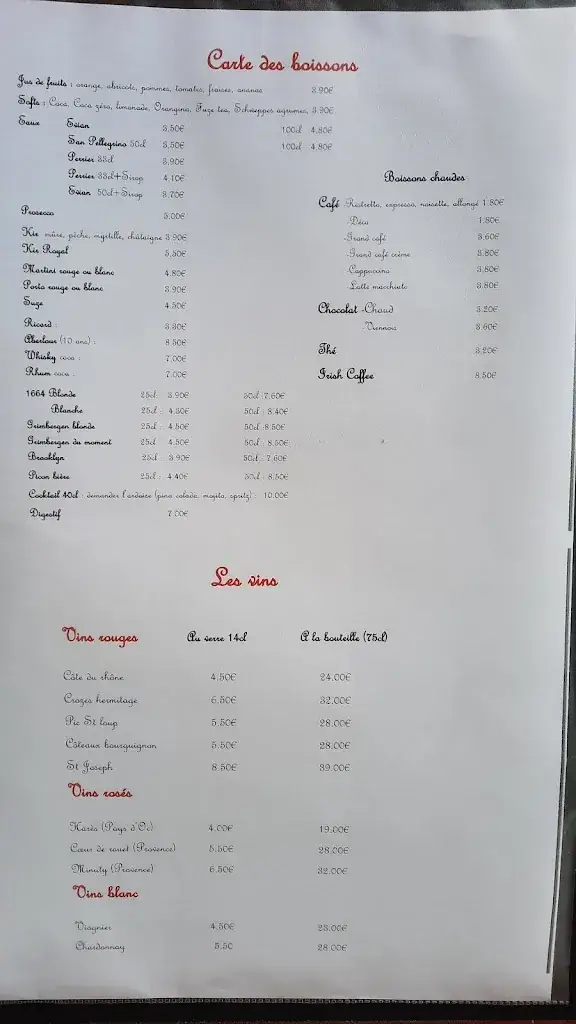 Carte des boissons
Jus de fruits : orange, abricots, pommes, tomates, fraises, ananas 3.90€
Softs : Coca, Coca zéro, limonade, Orangina, Fuze tea, Schweppes agrumes, 3.90€
Eaux Evian 3.50€ 100cl 4.80€
San Pellegrino 50cl 3.50€ 100cl 4.80€
Perrier 33cl 3.90€
Perrier 33cl+Sirop 4.10€
Evian 50cl+Sirop 3.70€
Prosecco 5.00€
Kir mûre, pêche, myrtille, châtaigne 3.90€
Kir Royal 5.50€
Martini rouge ou blanc 4.80€
Porto rouge ou blanc 3.90€
Suze 4.50€
Ricard : 3.30€
Aberlour (10 ans) : 8.50€
Whisky coca : 7.00€
Rhum coca : 7.00€
1664 Blonde 25cl : 3.90€ 50cl :7.60€
Blanche 25cl : 4.30€ 50cl : 8.40€
Grimbergen blonde 25cl : 4.50€ 50cl :8.50€
Grimbergen du moment 25cl : 4.50€ 50cl : 8.50€
Brooklyn 25cl : 3.90€ 50cl : 7.60€
Picon bière 25cl : 4.40€ 50cl : 8.50€
Cocktail 40cl : demander l'ardoise (pina colada, mojito, spritz) : 10.00€
Digestif 7.00€
Boissons chaudes
Café -Ristretto, expresso, noisette, allongé 1.80€
-Déca 1.80€
-Grand café 3.60€
-Grand café crème 3.80€
-Cappuccino 3.80€
-Latte macchiato 3.80€
Chocolat -Chaud 3.20€
-Viennois 3.60€
Thé 3.20€
Irish Coffee 8.50€
Les vins
Vins rouges Au verre 14cl A la bouteille (75cl)
Côte du rhône 4.50€ 24.00€
Crozes hermitage 6.50€ 32.00€
Pic St loup 5.50€ 28.00€
Côteaux bourguignon 5.50€ 28.00€
St Joseph 8.50€ 39.00€
Vins rosés
(Pays d'Oc) 4.00€ 19.00€
Cœur de rouet (Provence) 5.50€ 28.00€
Minuty (Provence) 6.50€ 32.00€
Vins blanc
Viognier 4.50€ 23.00€
Chardonnay 5.50 28.00€